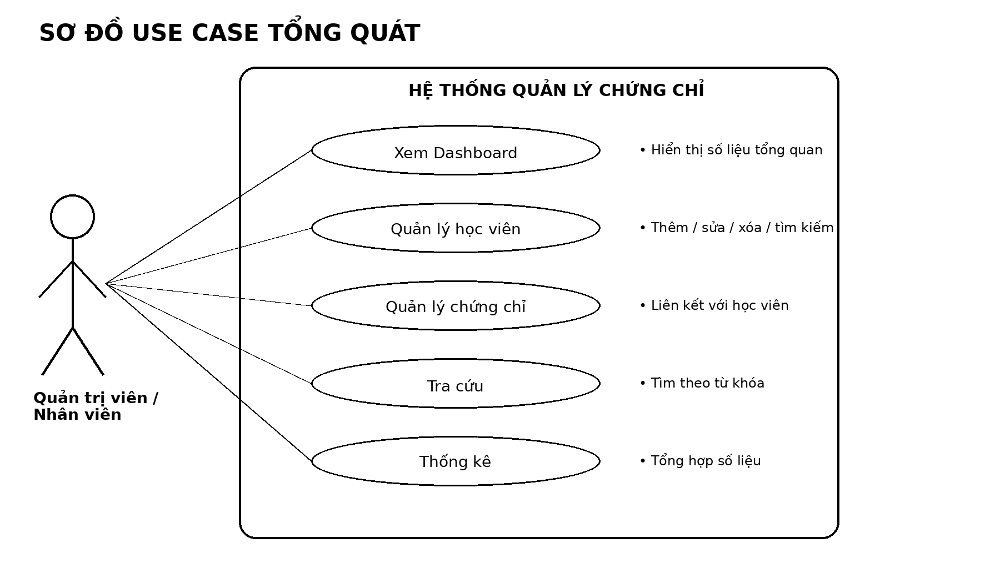 SƠ ĐỒ USE CASE TỔNG QUÁT
HỆ THỐNG QUẢN LÝ CHỨNG CHỈ
Xem Dashboard
• Hiển thị số liệu tổng quan
Quản lý học viên
• Thêm / sửa / xóa / tìm kiếm
Quản lý chứng chỉ
• Liên kết với học viên
Tra cứu
• Tìm theo từ khóa
Thống kê
• Tổng hợp số liệu
Quản trị viên /
Nhân viên